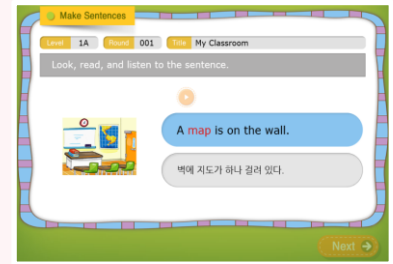 Make Sentences
Level 1A Round 001 Title My Classroom
Look, read, and listen to the sentence.
A map is on the wall.
벽에 지도가 하나 걸려 있다.
Next